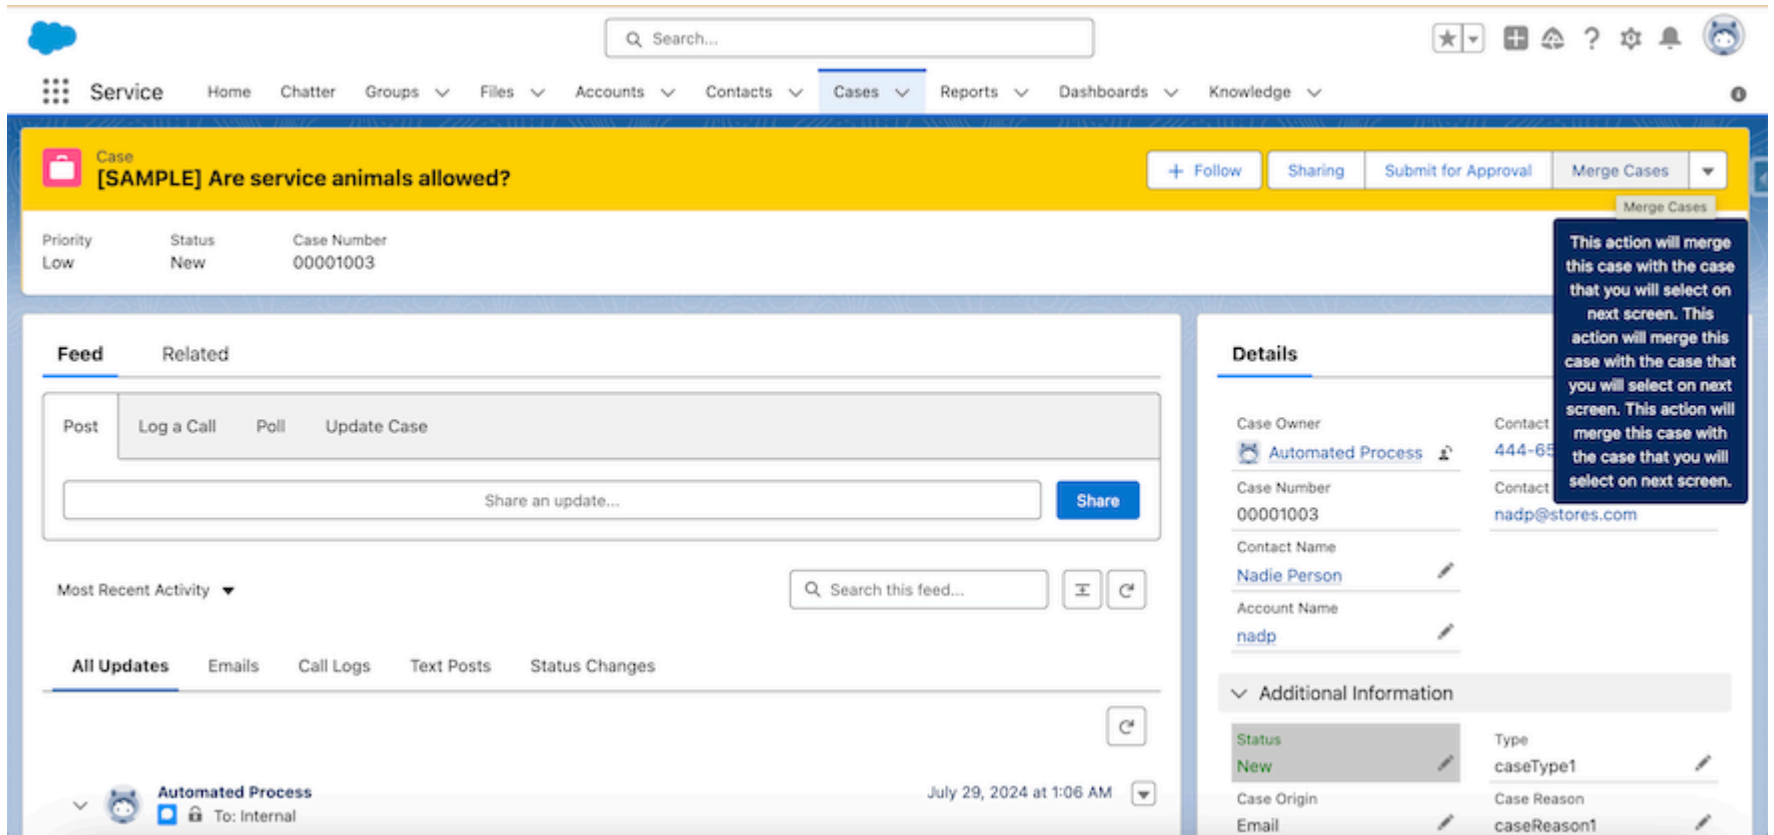 Search...
Service Home Chatter Groups Files Accounts Contacts Cases Reports Dashboards Knowledge
Case
[SAMPLE] Are service animals allowed?
Follow Sharing Submit for Approval Merge Cases
Merge Cases
Priority Status Case Number
Low New 00001003
This action will merge
this case with the case
that you will select on
next screen. This
action will merge this
case with the case that
you will select on next
screen. This action will
merge this case with
the case that you will
select on next screen.
Feed Related
Post Log a Call Poll Update Case
Share an update... Share
Most Recent Activity Search this feed...
All Updates Emails Call Logs Text Posts Status Changes
Automated Process July 29, 2024 at 1:06 AM
To: Internal
Details
Case Owner Contact
Automated Process 444-65
Case Number Contact
00001003 nadp@stores.com
Contact Name
Nadie Person
Account Name
nadp
Additional Information
Status Type
New caseType1
Case Origin Case Reason
Email caseReason1